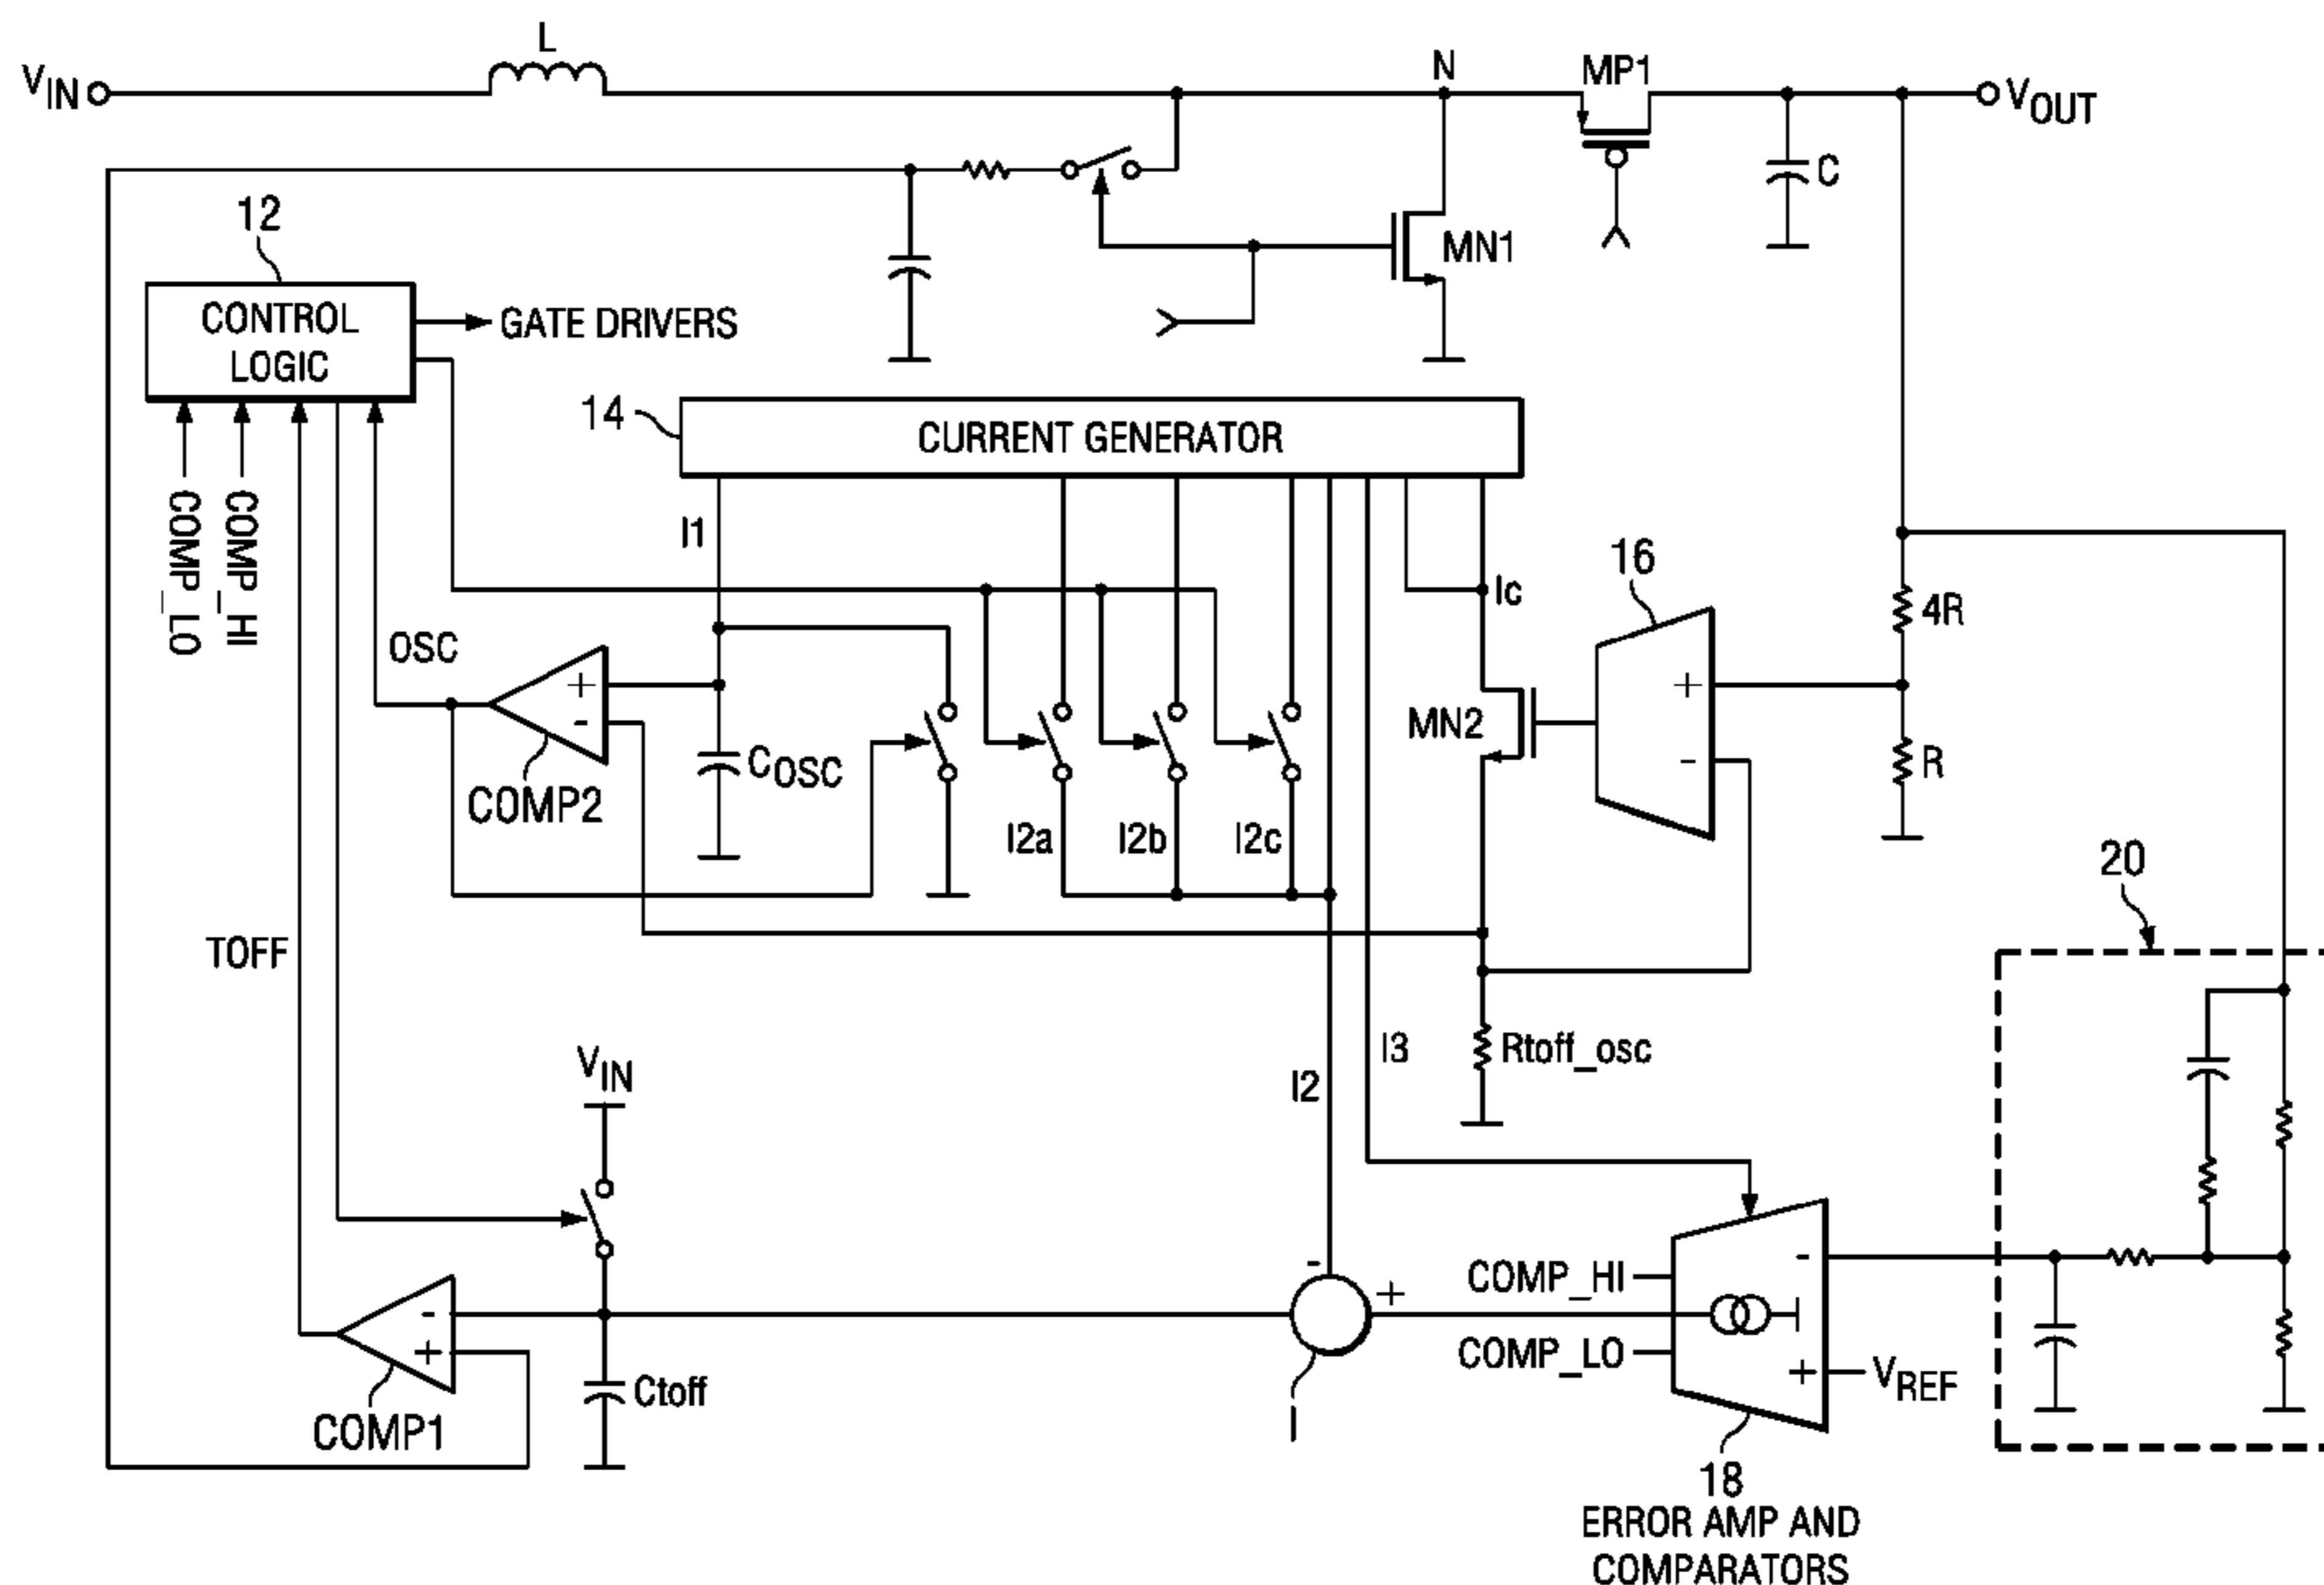 L
VIN
N
MP1
VOUT
C
12
MN1
CONTROL
LOGIC
GATE DRIVERS
14
CURRENT GENERATOR
COMP_LO
COMP_HI
I1
16
Ic
4R
OSC
+
-
+
-
MN2
R
COSC
COMP2
I2a
I2b
I2c
20
TOFF
I3
Rtoff_osc
VIN
I2
-
+
COMP_HI
-
-
+
COMP_LO
+
VREF
Ctoff
COMP1
I
18
ERROR AMP AND
COMPARATORS